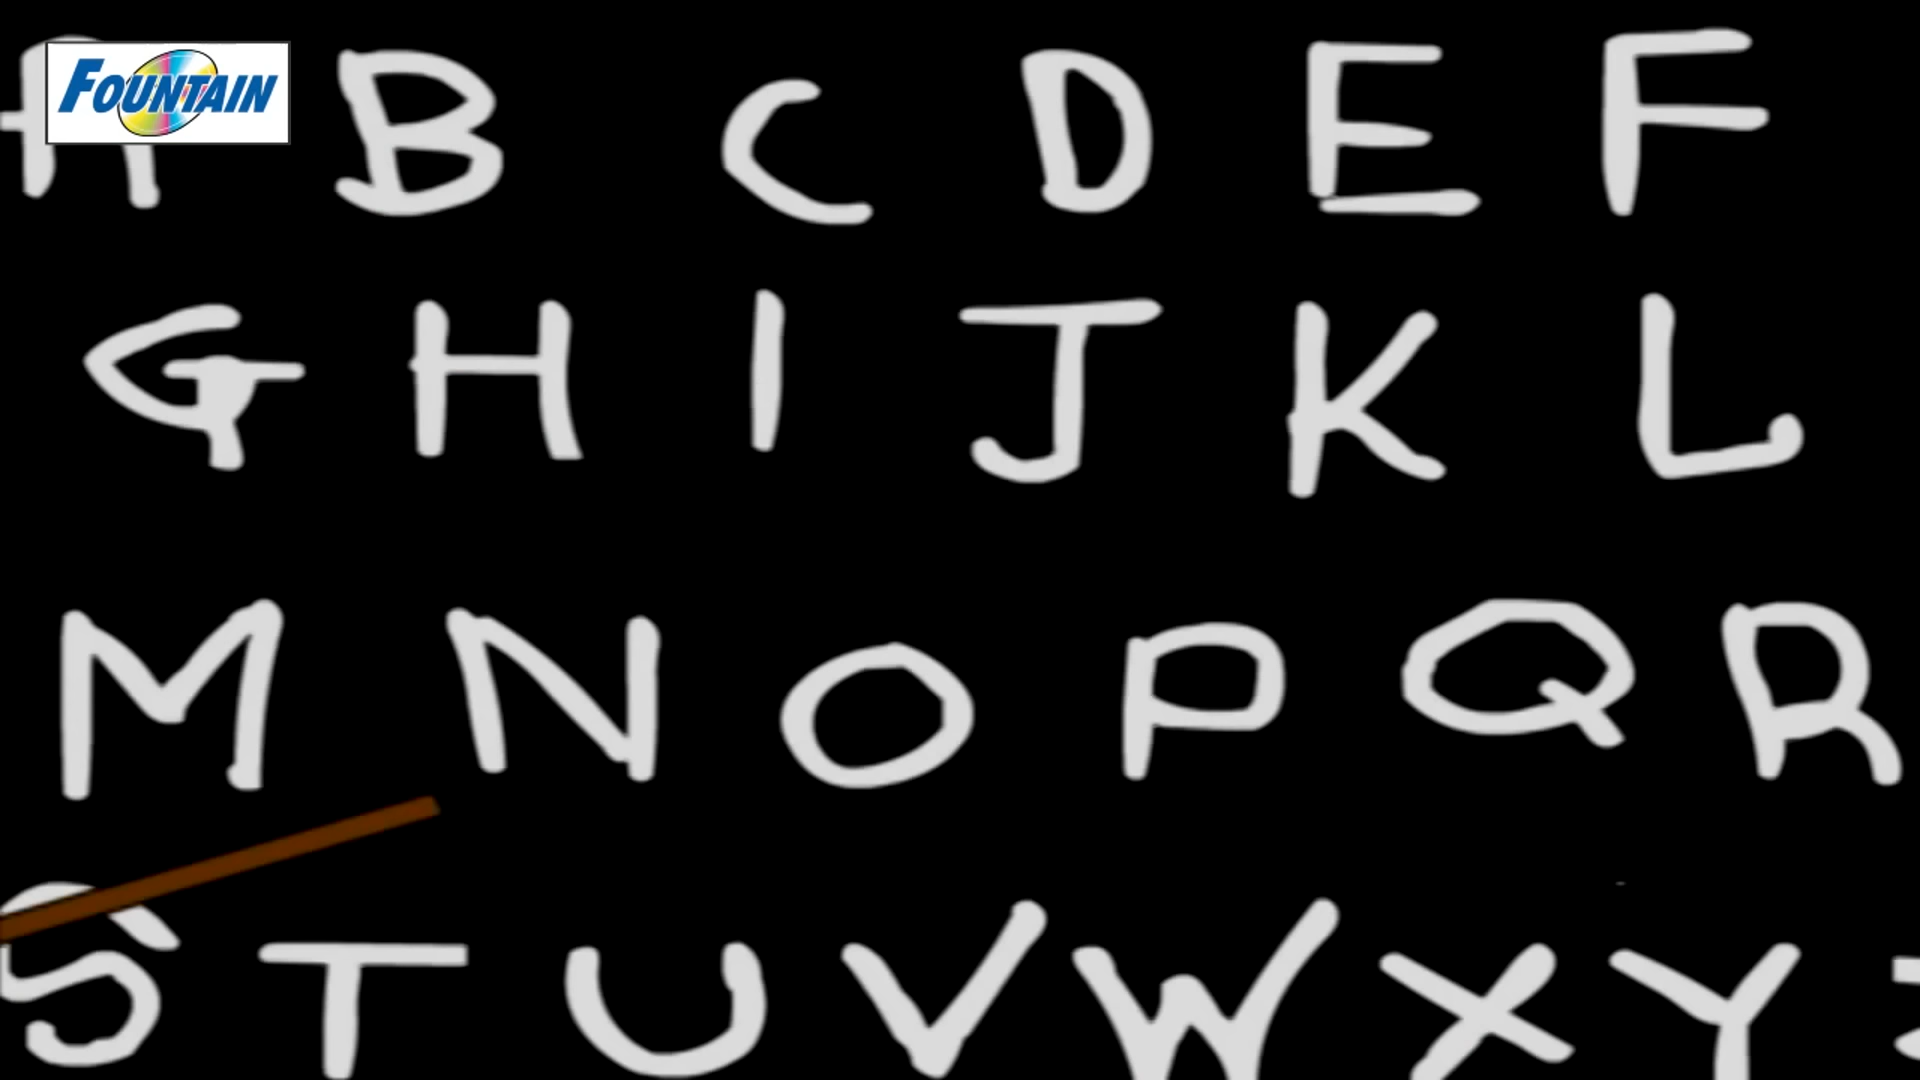 FOUNTAIN
A B C D E F
G H I J K L
M N O P Q R
S T U V W X Y